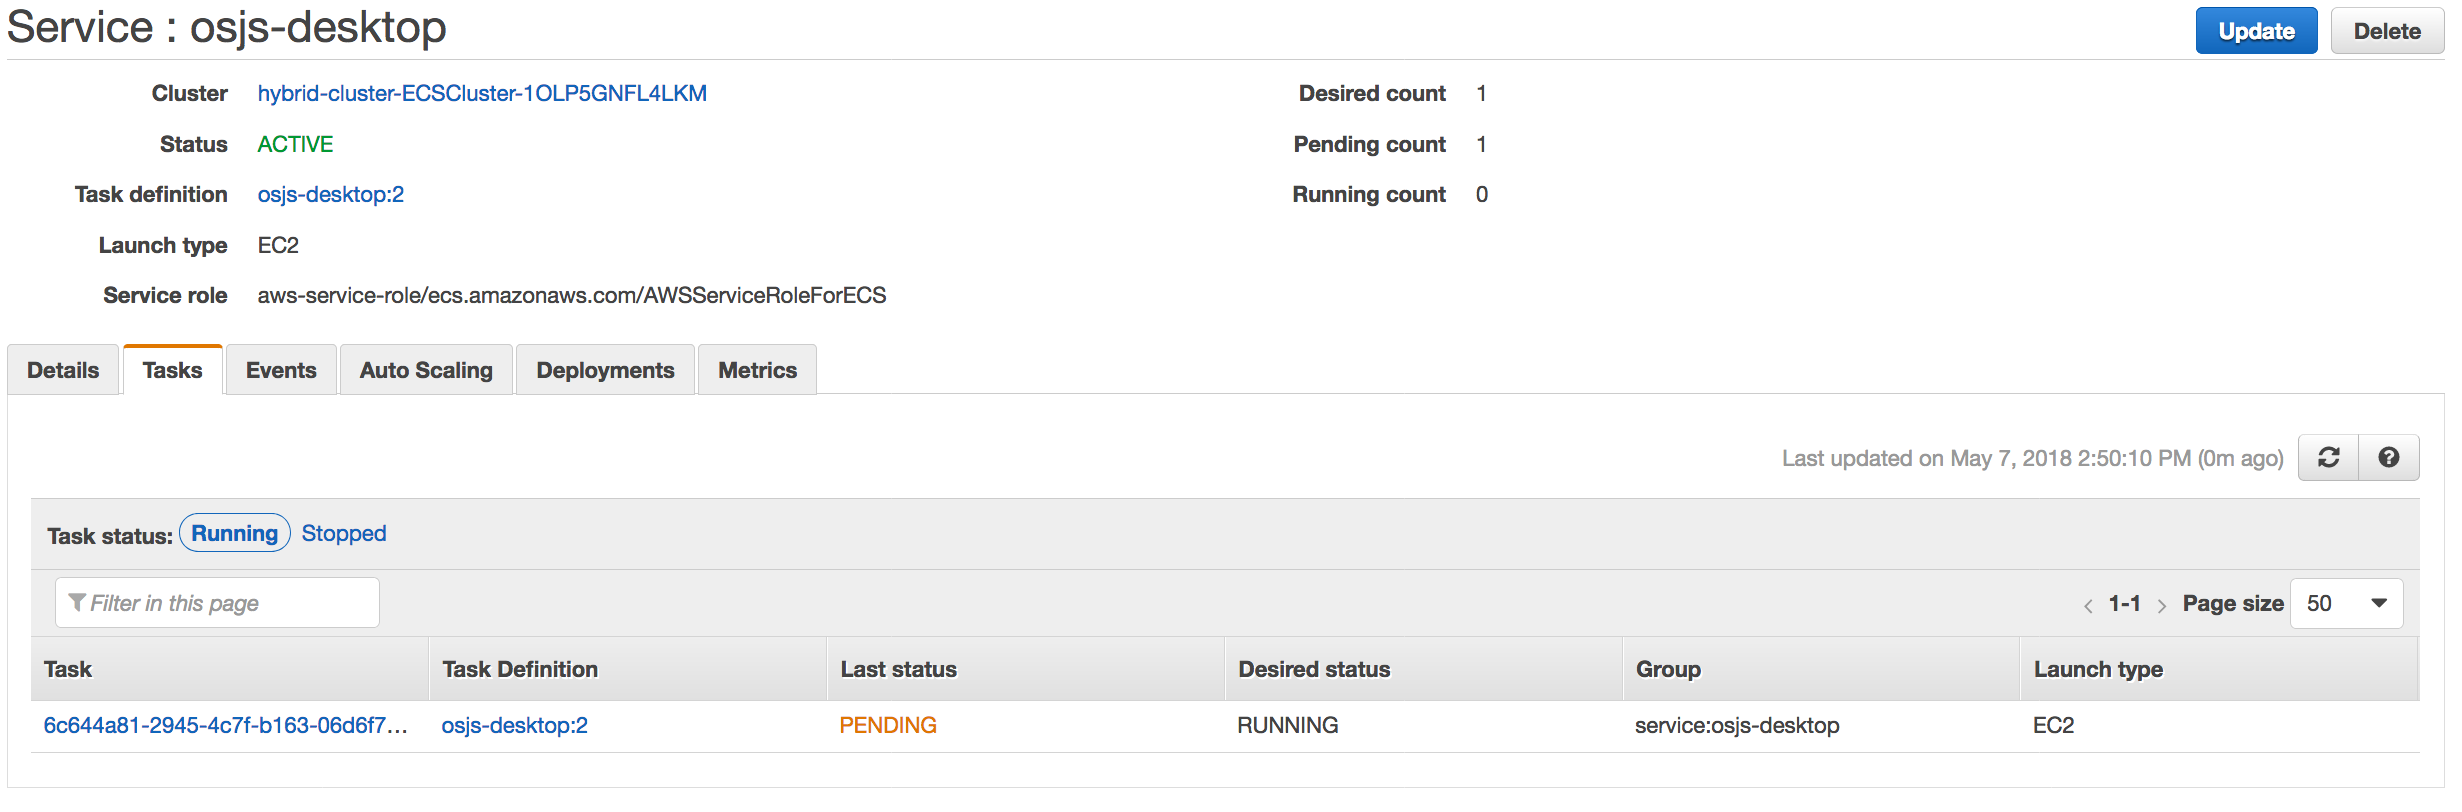 Service : osjs-desktop
Update Delete
Cluster hybrid-cluster-ECSCluster-1OLP5GNFL4LKM Desired count 1
Status ACTIVE Pending count 1
Task definition osjs-desktop:2 Running count 0
Launch type EC2
Service role aws-service-role/ecs.amazonaws.com/AWSServiceRoleForECS
Details Tasks Events Auto Scaling Deployments Metrics
Last updated on May 7, 2018 2:50:10 PM (0m ago)
Task status: Running Stopped
Filter in this page < 1-1 > Page size 50
Task Task Definition Last status Desired status Group Launch type
6c644a81-2945-4c7f-b163-06d6f7... osjs-desktop:2 PENDING RUNNING service:osjs-desktop EC2